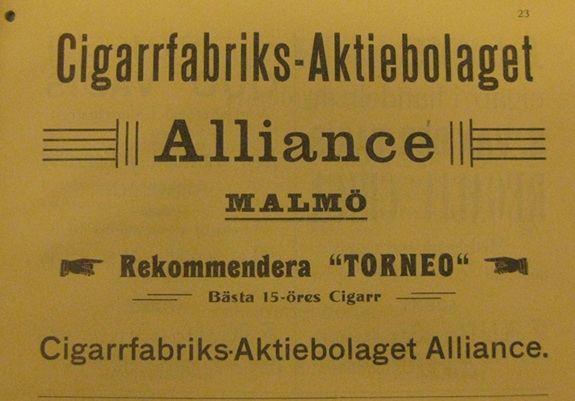 23
Cigarrfabriks-Aktiebolaget
Alliance
MALMÖ
Rekommendera "TORNEO"
Bästa 15-öres Cigarr
Cigarrfabriks-Aktiebolaget Alliance.